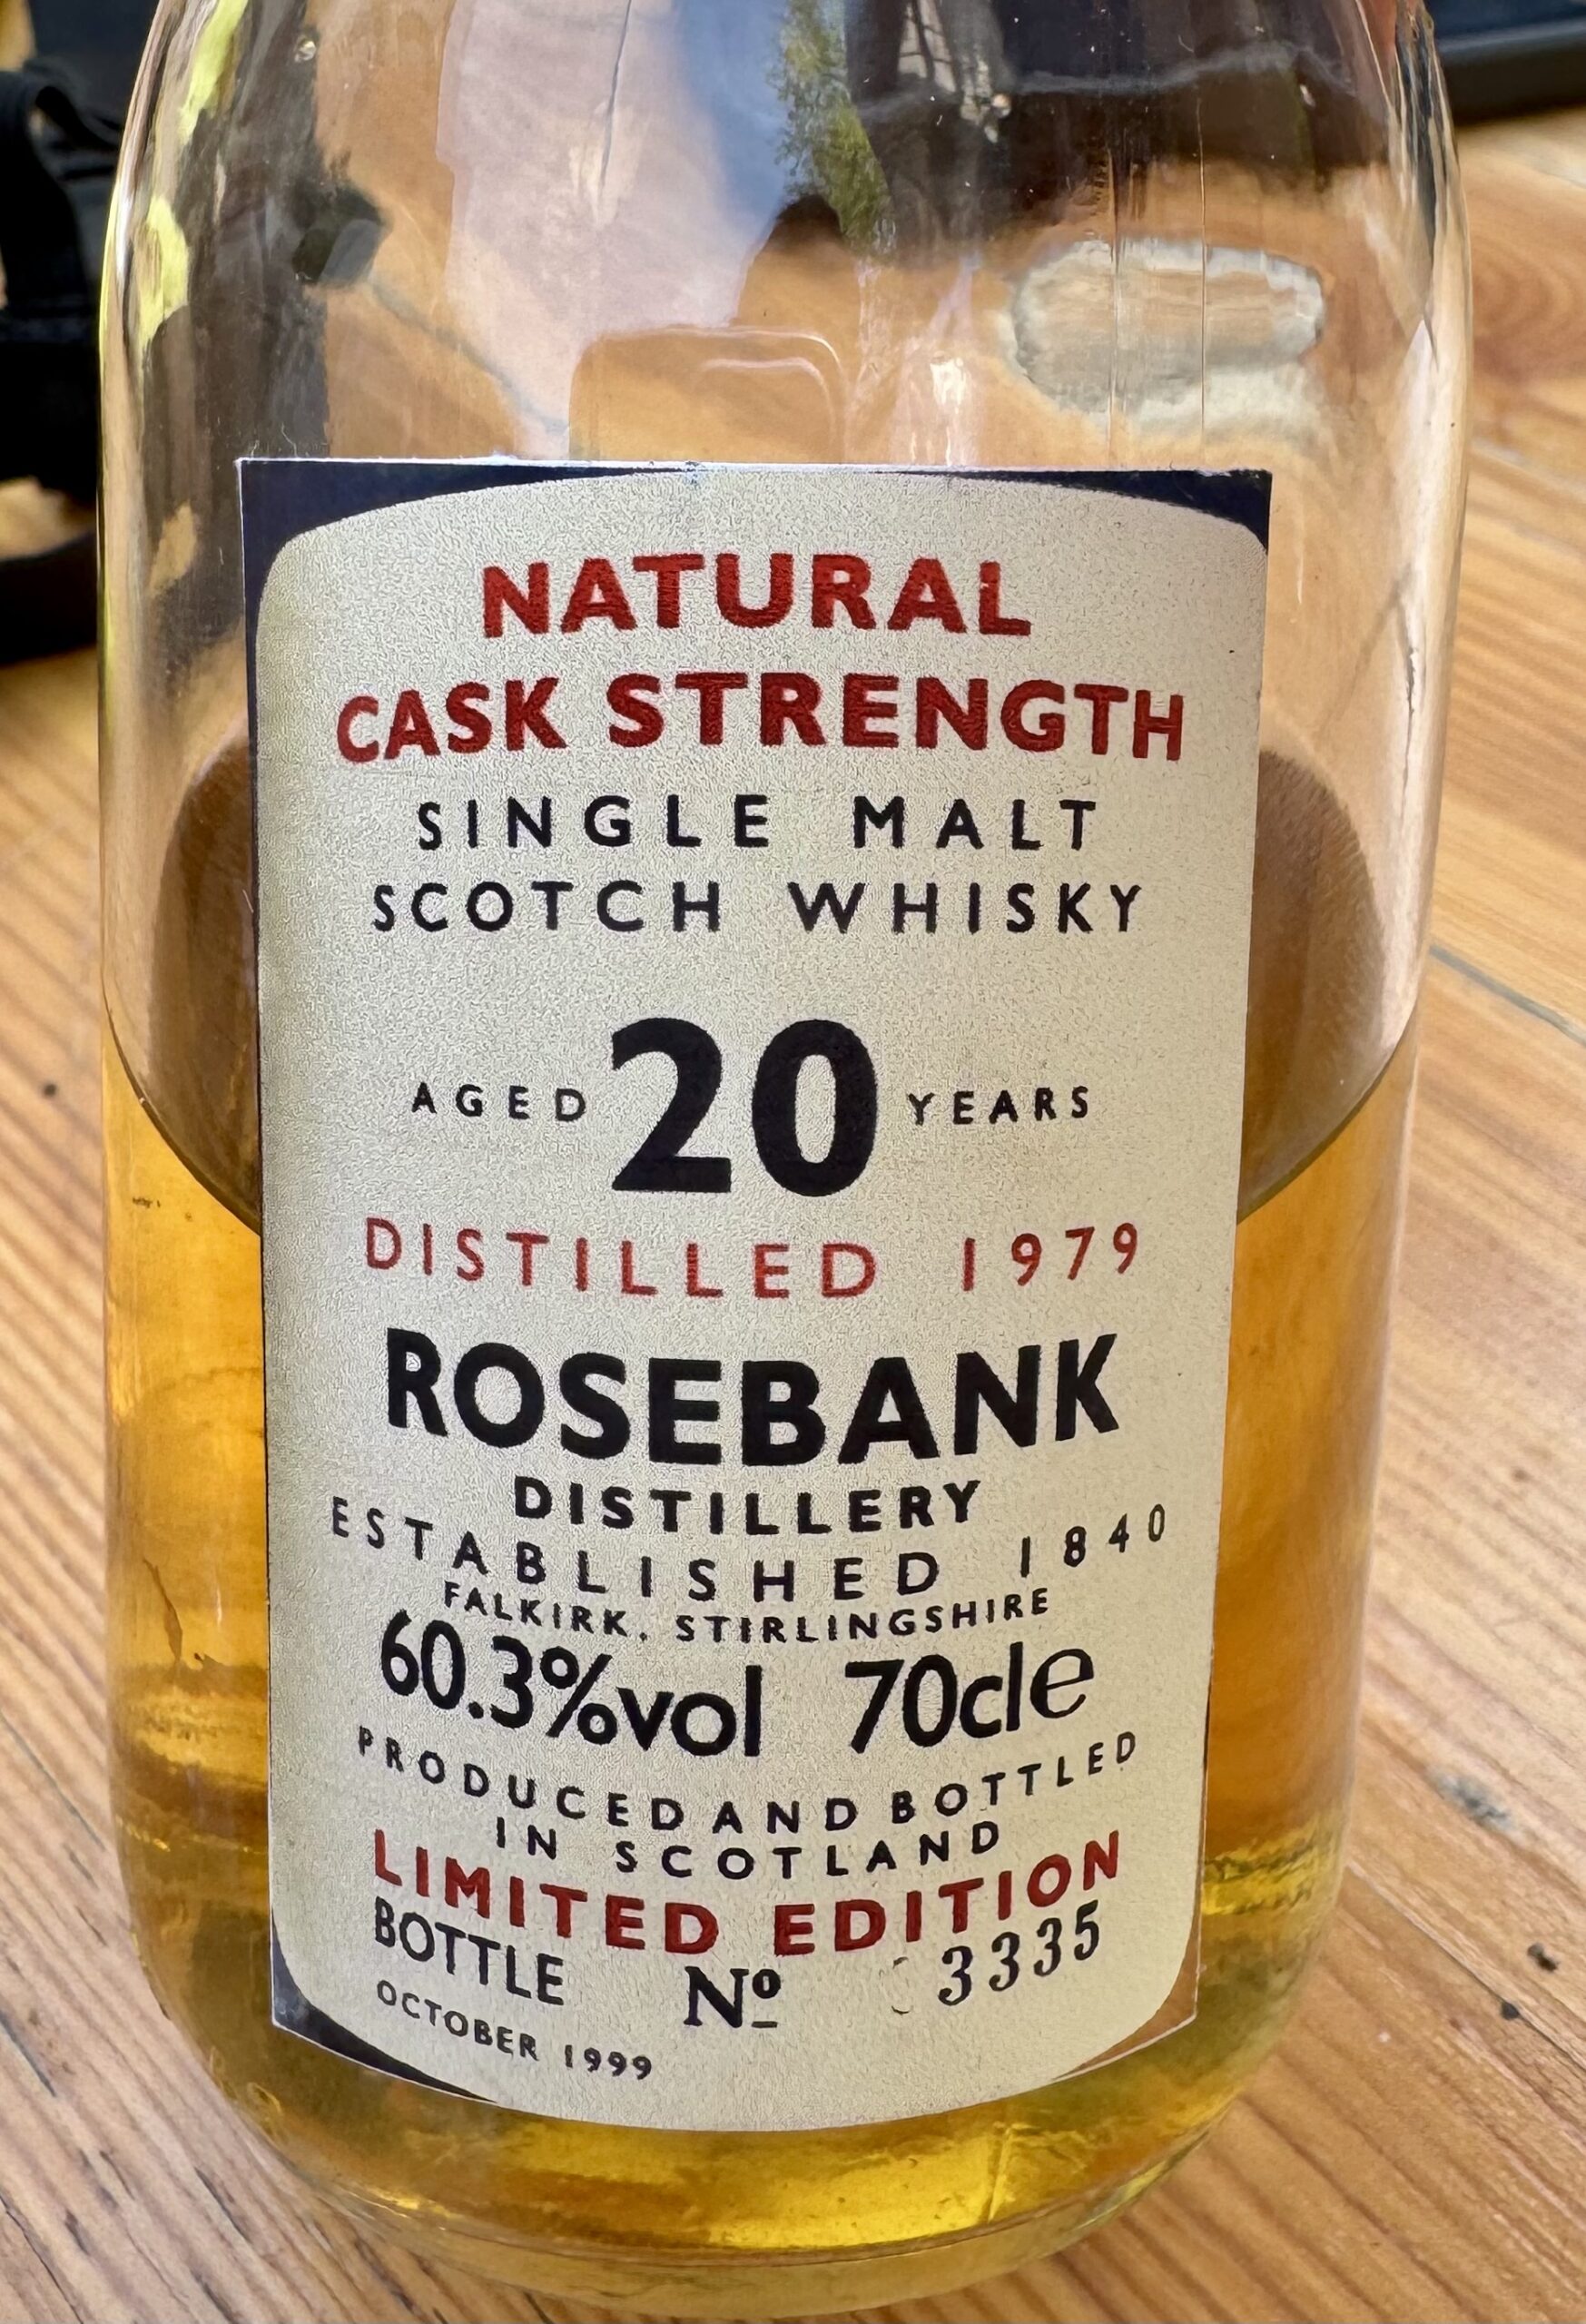 NATURAL
CASK STRENGTH
SINGLE MALT
SCOTCH WHISKY
AGED 20 YEARS
DISTILLED 1979
ROSEBANK
DISTILLERY
ESTABLISHED 1840
FALKIRK, STIRLINGSHIRE
60.3%vol 70cle
PRODUCED AND BOTTLED
IN SCOTLAND
LIMITED EDITION
BOTTLE Nº 3335
OCTOBER 1999